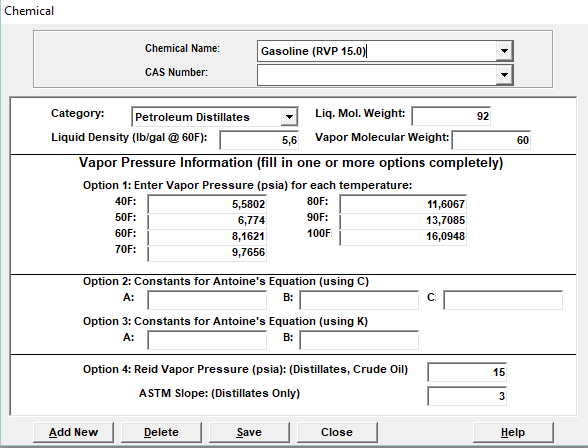 Chemical
Chemical Name: Gasoline (RVP 15.0)
CAS Number:
Category: Petroleum Distillates Liq. Mol. Weight: 92
Liquid Density (lb/gal @ 60F): 5,6 Vapor Molecular Weight: 60
Vapor Pressure Information (fill in one or more options completely)
Option 1: Enter Vapor Pressure (psia) for each temperature:
40F: 5,5802 80F: 11,6067
50F: 6,774 90F: 13,7085
60F: 8,1621 100F: 16,0948
70F: 9,7656
Option 2: Constants for Antoine's Equation (using C)
A: B: C:
Option 3: Constants for Antoine's Equation (using K)
A: B:
Option 4: Reid Vapor Pressure (psia): (Distillates, Crude Oil) 15
ASTM Slope: (Distillates Only) 3
Add New Delete Save Close Help